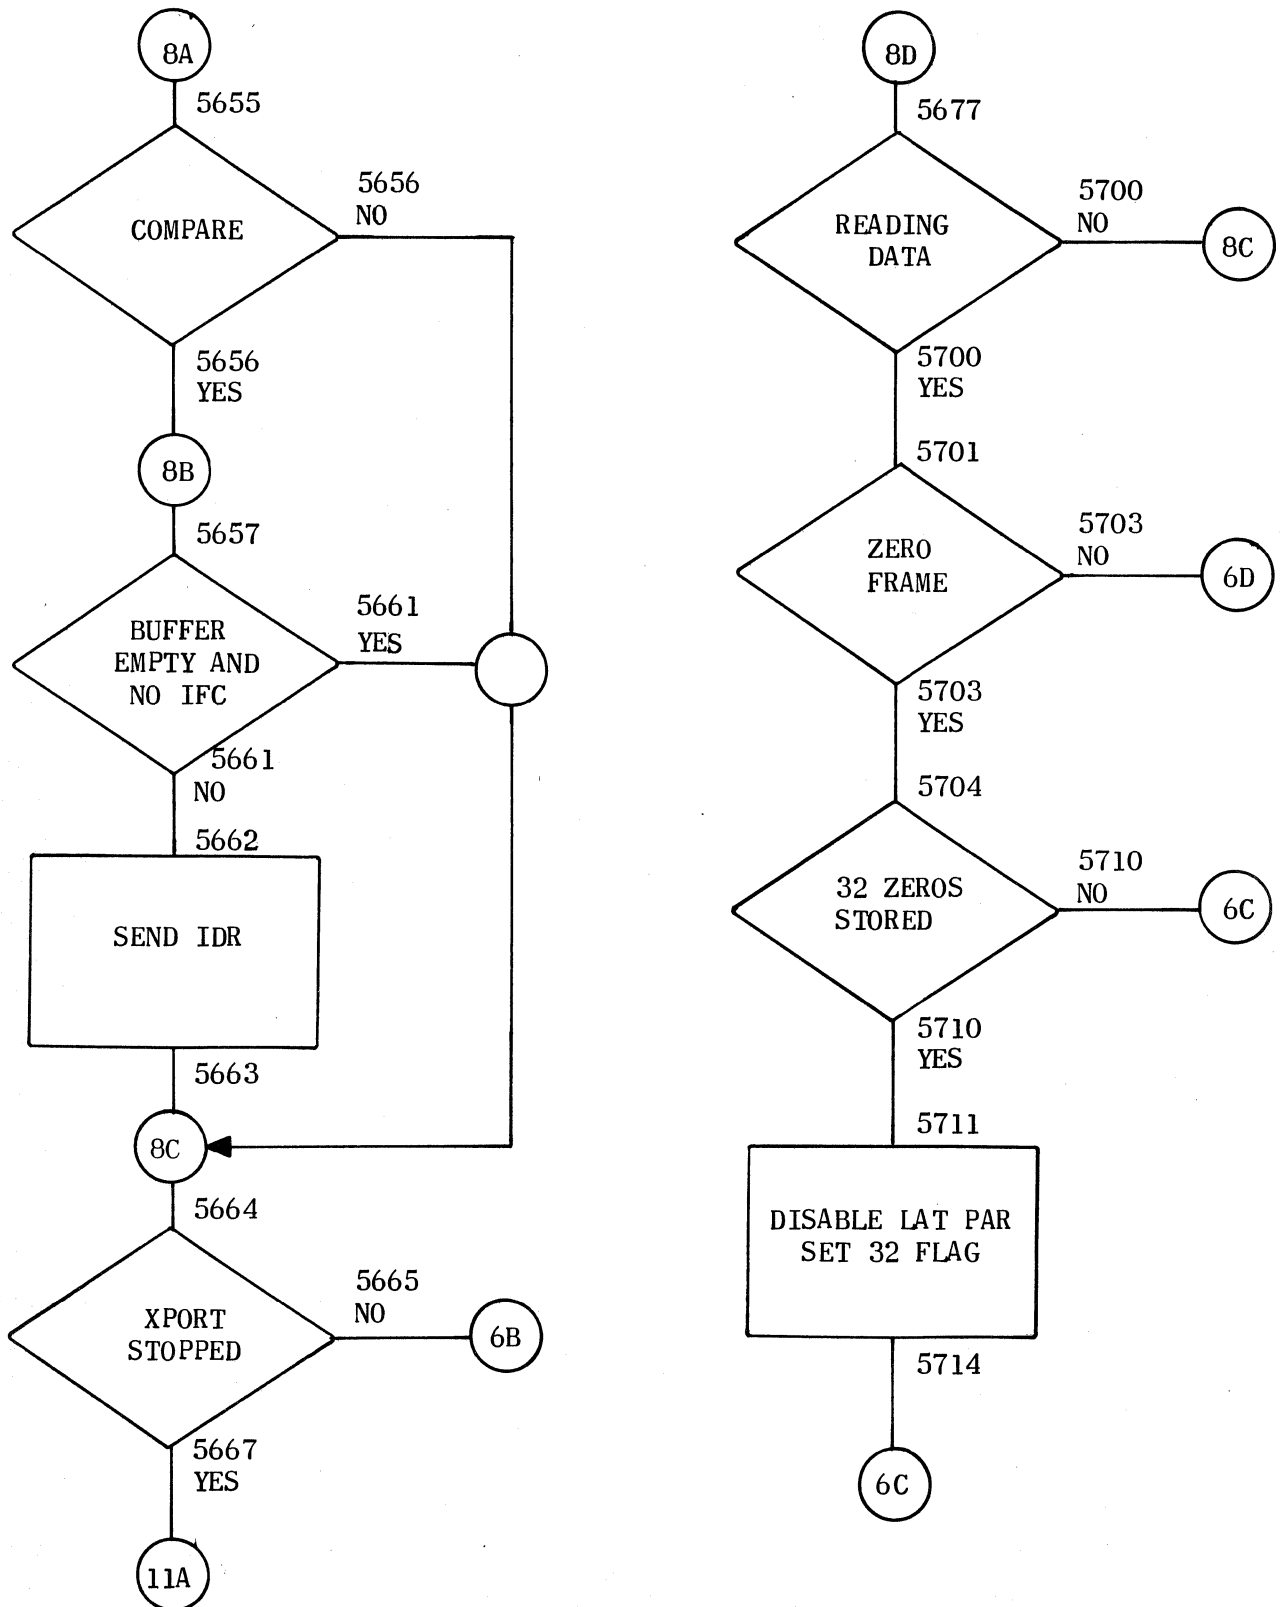 8A
5655
COMPARE
5656
NO
5656
YES
8B
5657
BUFFER
EMPTY AND
NO IFC
5661
YES
5661
NO
5662
SEND IDR
5663
8C
5664
XPORT
STOPPED
5665
NO
6B
5667
YES
11A
8D
5677
READING
DATA
5700
NO
8C
5700
YES
5701
ZERO
FRAME
5703
NO
6D
5703
YES
5704
32 ZEROS
STORED
5710
NO
6C
5710
YES
5711
DISABLE LAT PAR
SET 32 FLAG
5714
6C